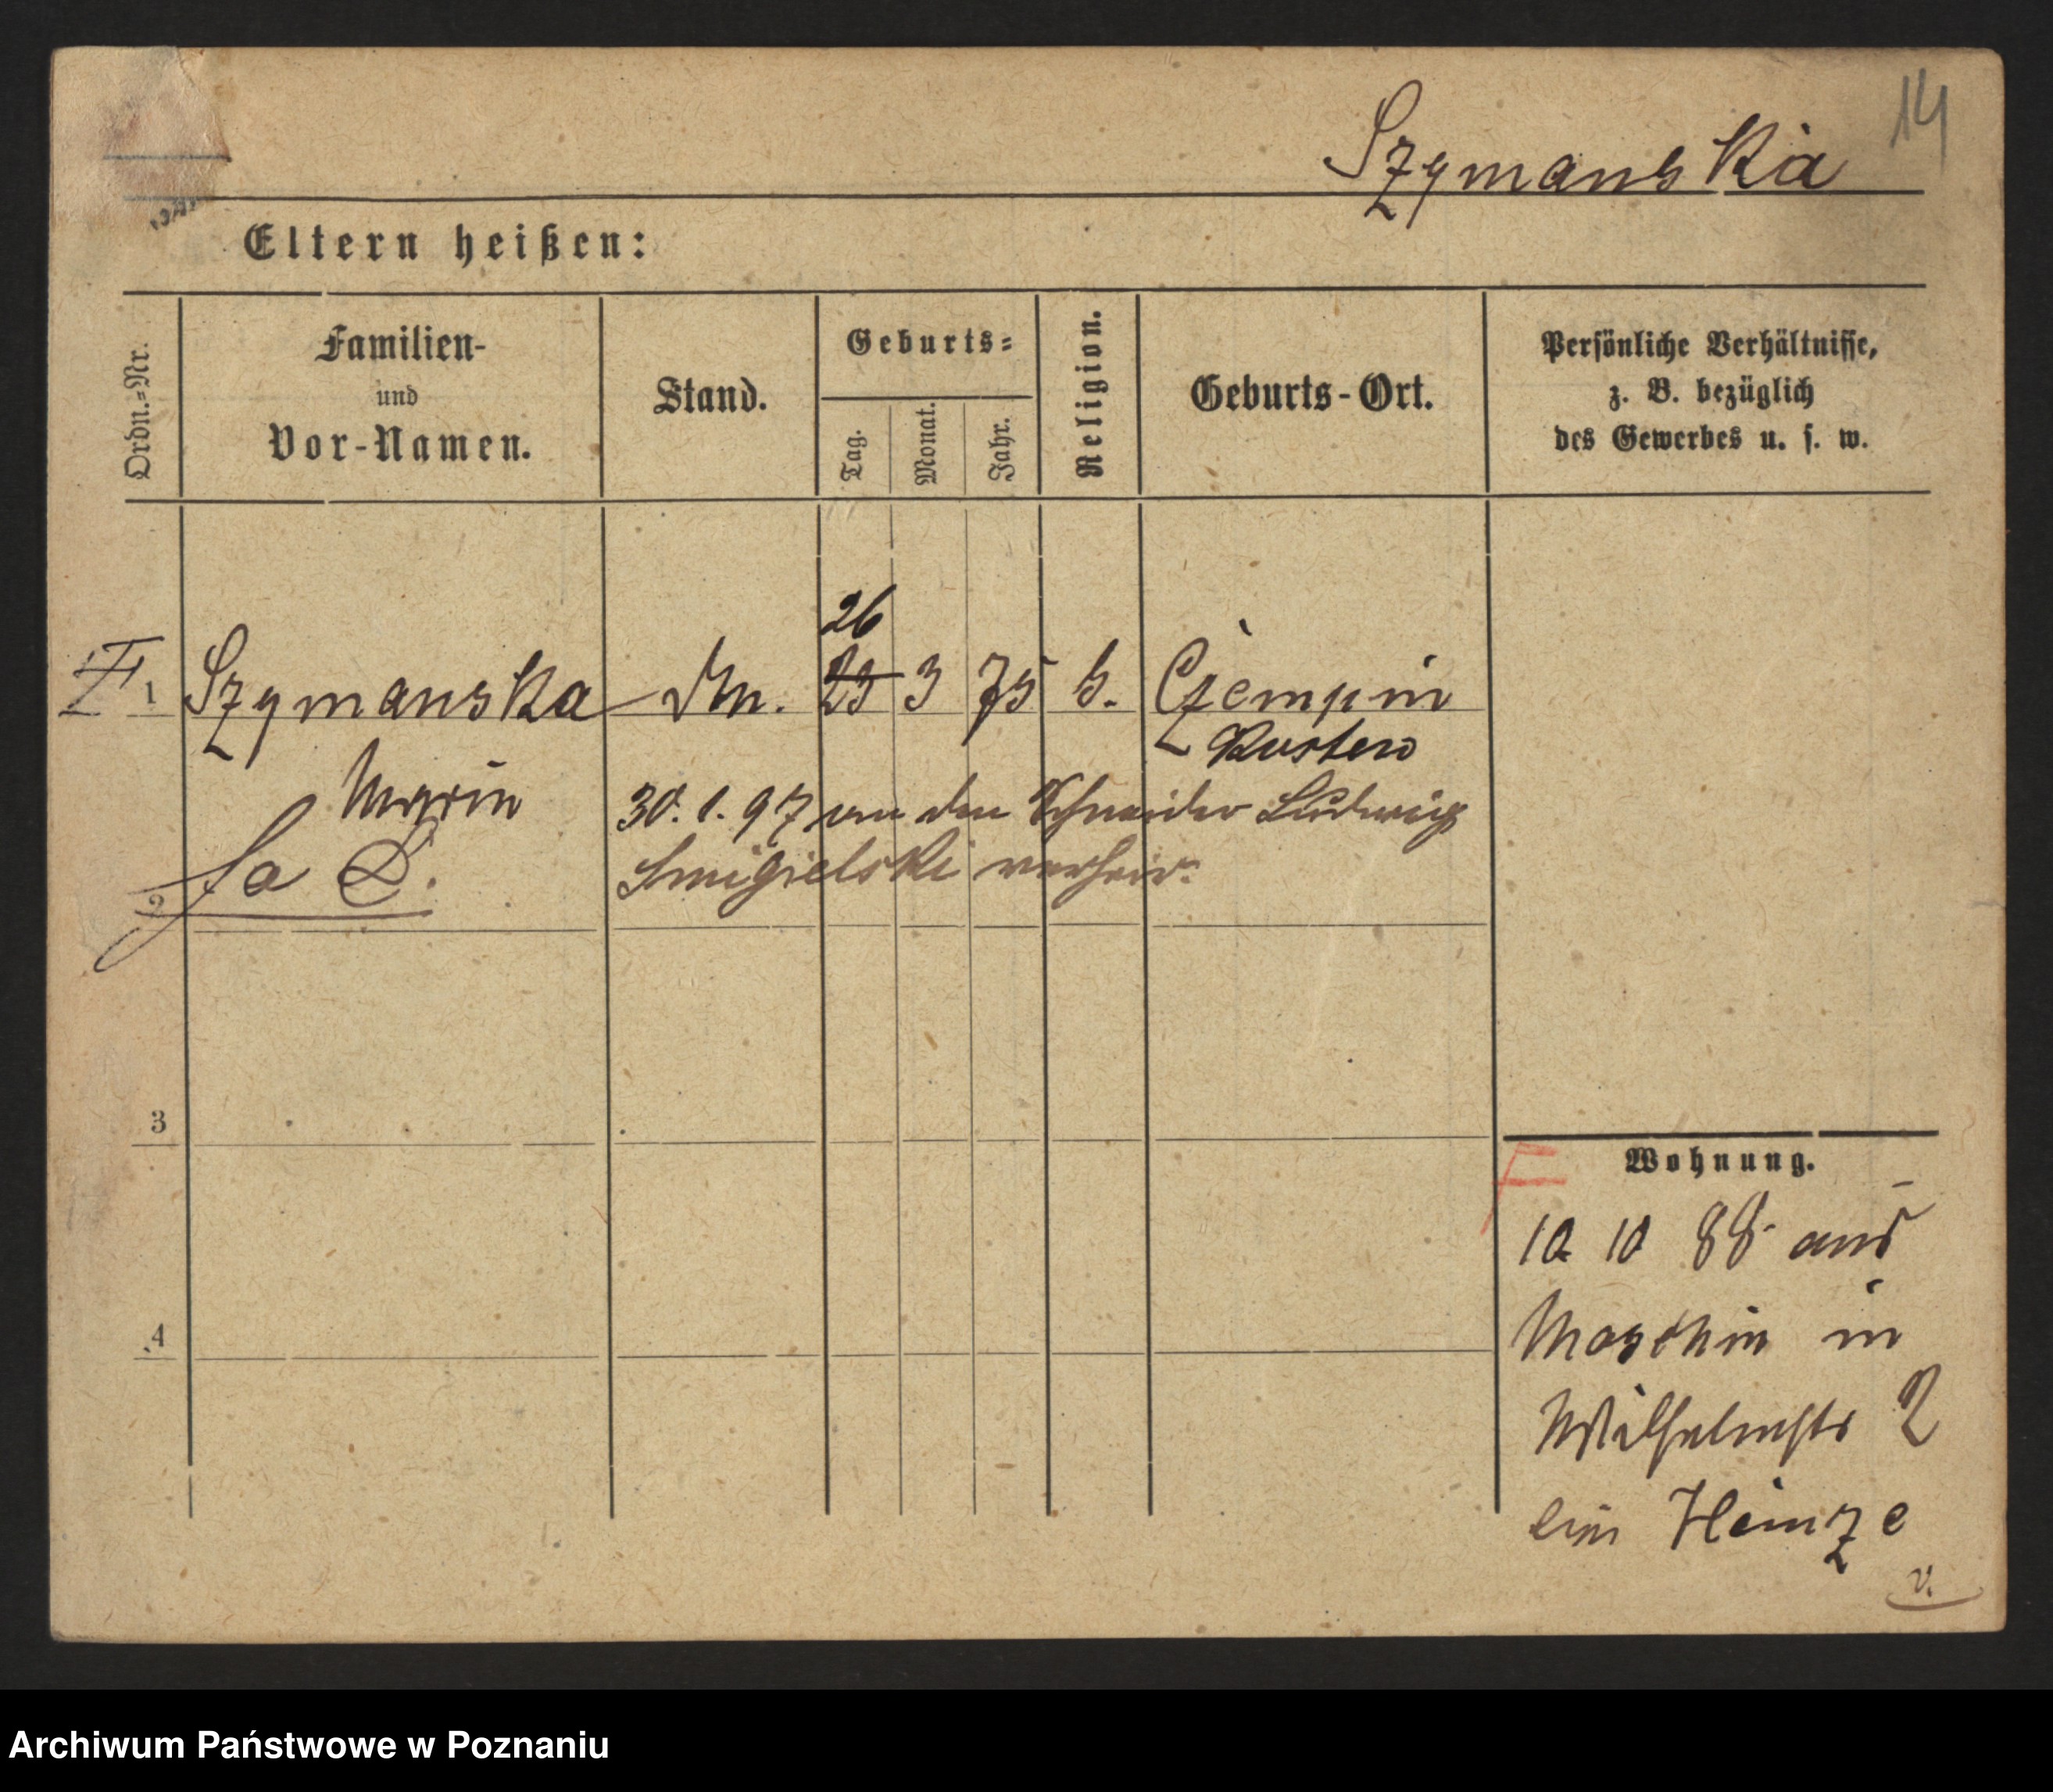 14
Szymanska
Eltern heißen:
Ordn.=Nr.
Familien-
und
Vor-Namen.
Stand.
Geburts=
Tag.
Monat.
Jahr.
Religion.
Geburts-Ort.
Persönliche Verhältnisse,
z. B. bezüglich
des Gewerbes u. s. w.
26
1 Szymanska 23 3 75 k. Czempin
Kosten
Marie
30.1.97 an den Schneider Ludwig
Smigielski verheir.
2
3
4
F
Wohnung.
10 10 88 aus
Moschin in
Wilhelmstr 2
bei Heinze
v.
Archiwum Państwowe w Poznaniu